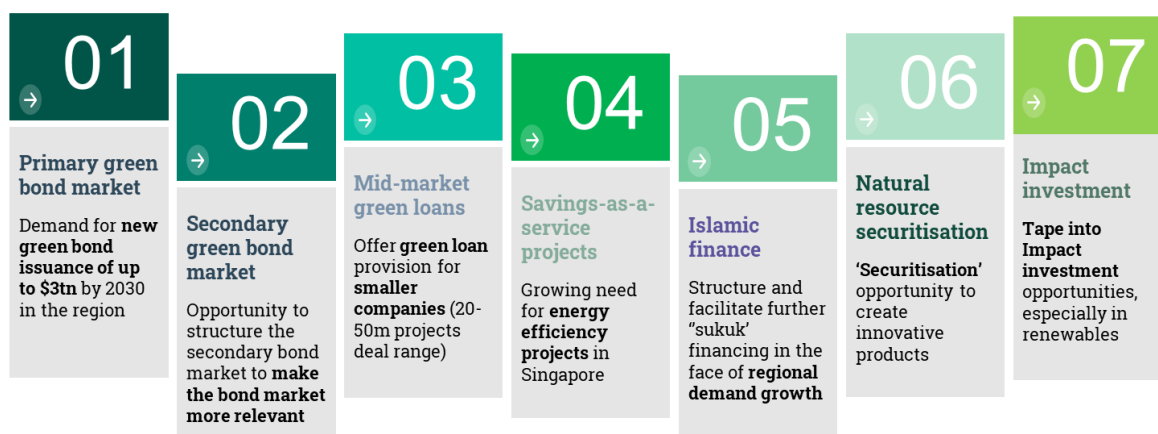 01
Primary green
bond market
Demand for new
green bond
issuance of up
to $3tn by 2030
in the region
02
Secondary
green bond
market
Opportunity to
structure the
secondary bond
market to make
the bond market
more relevant
03
Mid-market
green loans
Offer green loan
provision for
smaller
companies (20-
50m projects
deal range)
04
Savings-as-a-
service
projects
Growing need
for energy
efficiency
projects in
Singapore
05
Islamic
finance
Structure and
facilitate further
‘’sukuk’
financing in the
face of regional
demand growth
06
Natural
resource
securitisation
‘Securitisation’
opportunity to
create
innovative
products
07
Impact
investment
Tape into
Impact
investment
opportunities,
especially in
renewables